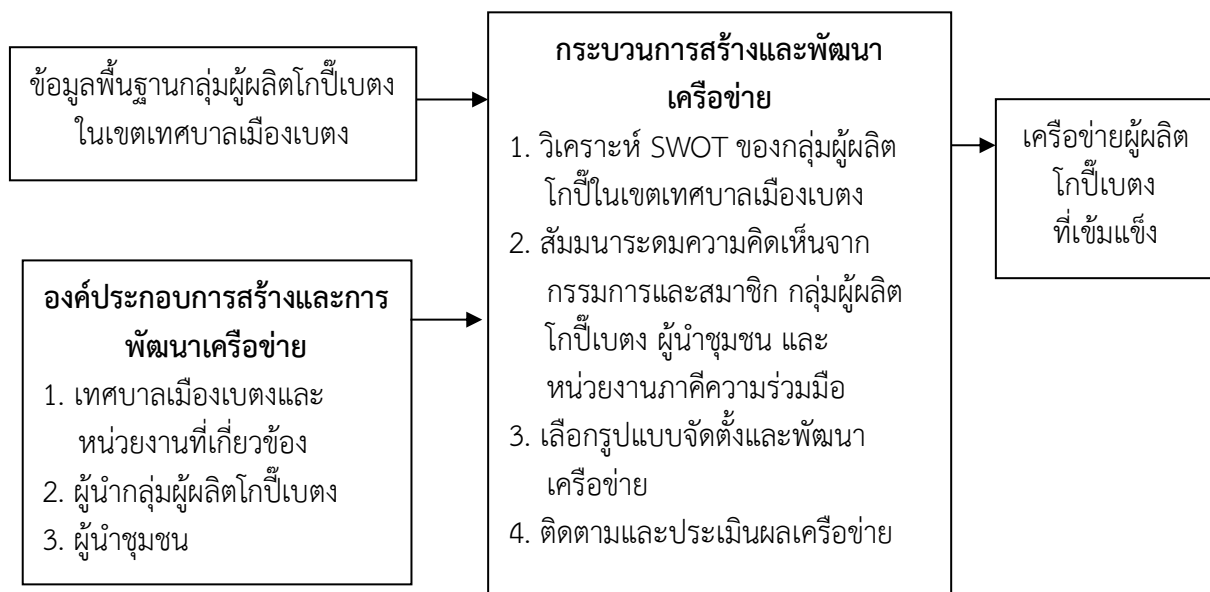 ข้อมูลพื้นฐานกลุ่มผู้ผลิตโกปี๊เบตง
ในเขตเทศบาลเมืองเบตง
องค์ประกอบการสร้างและการ
พัฒนาเครือข่าย
1. เทศบาลเมืองเบตงและ
หน่วยงานที่เกี่ยวข้อง
2. ผู้นำกลุ่มผู้ผลิตโกปี๊เบตง
3. ผู้นำชุมชน
กระบวนการสร้างและพัฒนา
เครือข่าย
1. วิเคราะห์ SWOT ของกลุ่มผู้ผลิต
โกปี๊ในเขตเทศบาลเมืองเบตง
2. สัมมนาระดมความคิดเห็นจาก
กรรมการและสมาชิก กลุ่มผู้ผลิต
โกปี๊เบตง ผู้นำชุมชน และ
หน่วยงานภาคีความร่วมมือ
3. เลือกรูปแบบจัดตั้งและพัฒนา
เครือข่าย
4. ติดตามและประเมินผลเครือข่าย
เครือข่ายผู้ผลิต
โกปี๊เบตง
ที่เข้มแข็ง